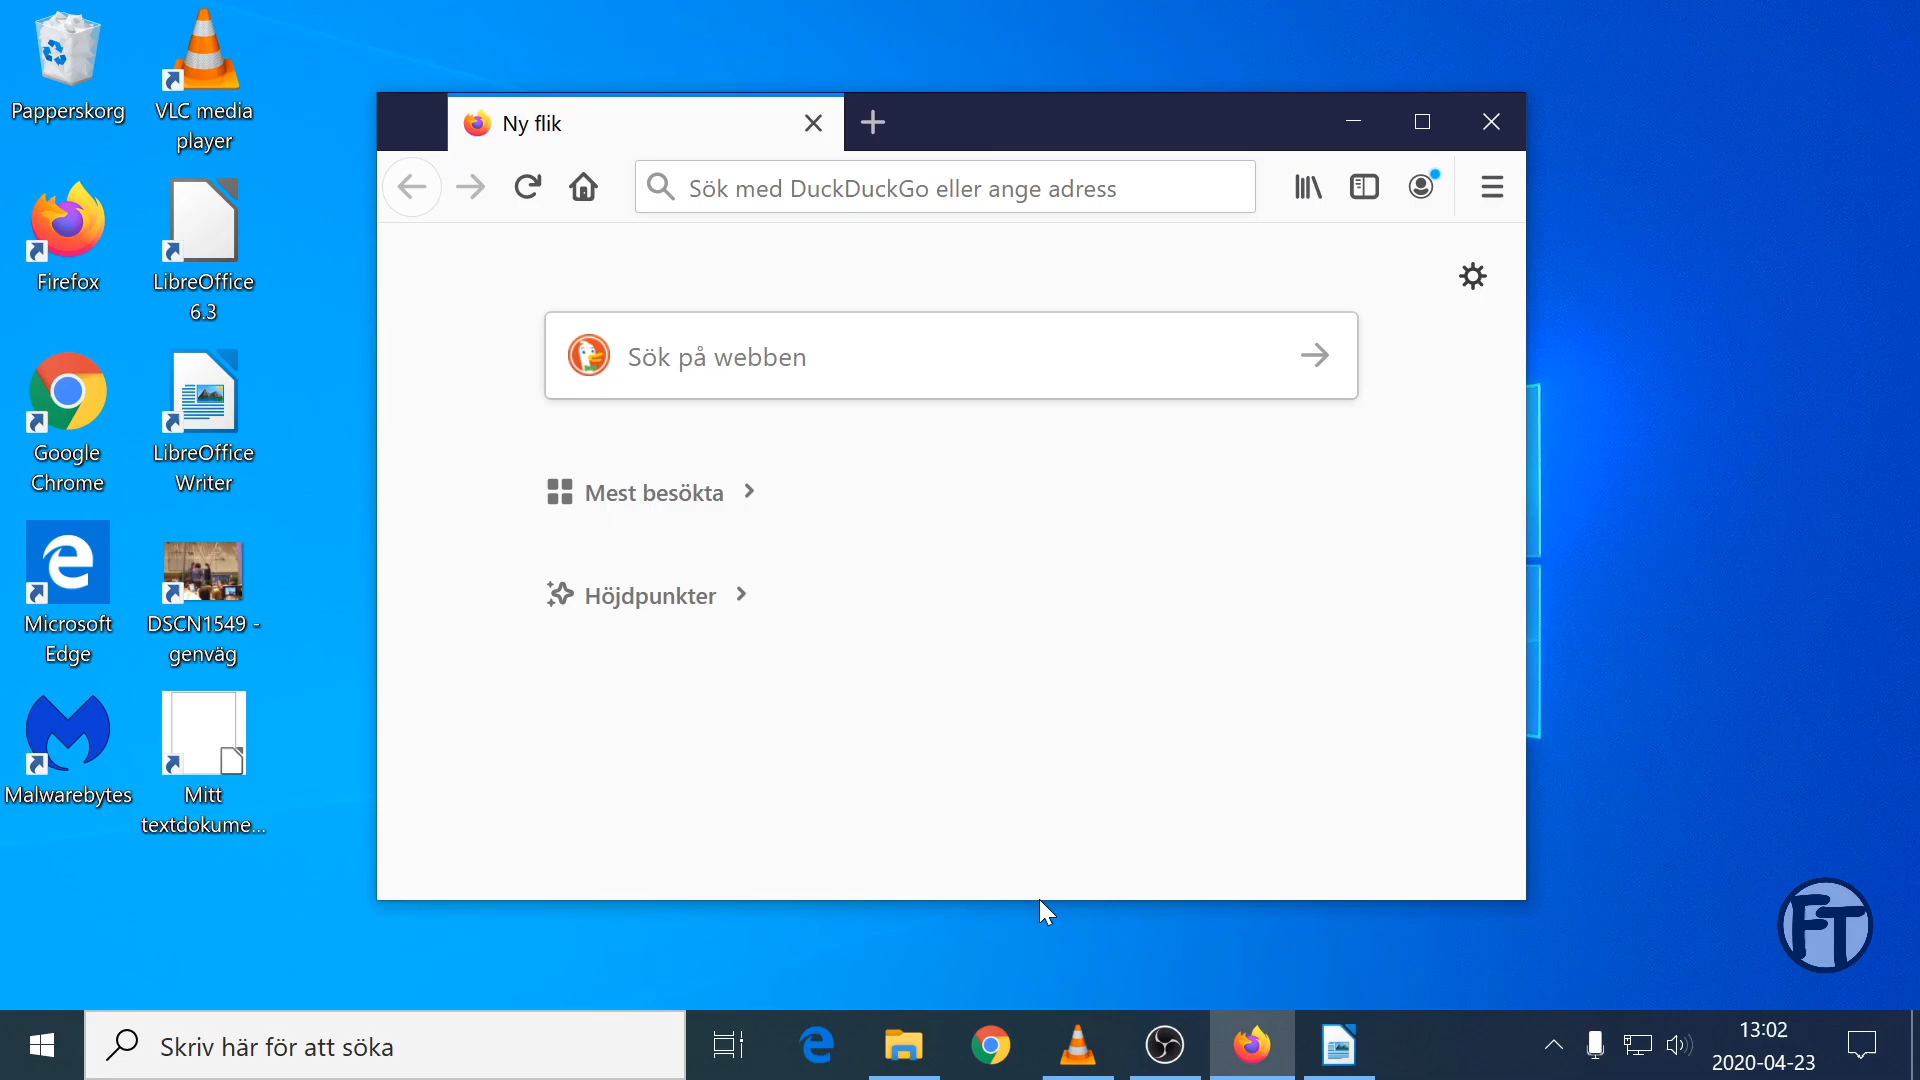 Papperskorg
VLC media
player
Firefox
LibreOffice
6.3
Google
Chrome
LibreOffice
Writer
Microsoft
Edge
DSCN1549 -
genväg
Malwarebytes
Mitt
textdokume...
Ny flik
Sök med DuckDuckGo eller ange adress
Sök på webben
Mest besökta
Höjdpunkter
FT
Skriv här för att söka
13:02
2020-04-23